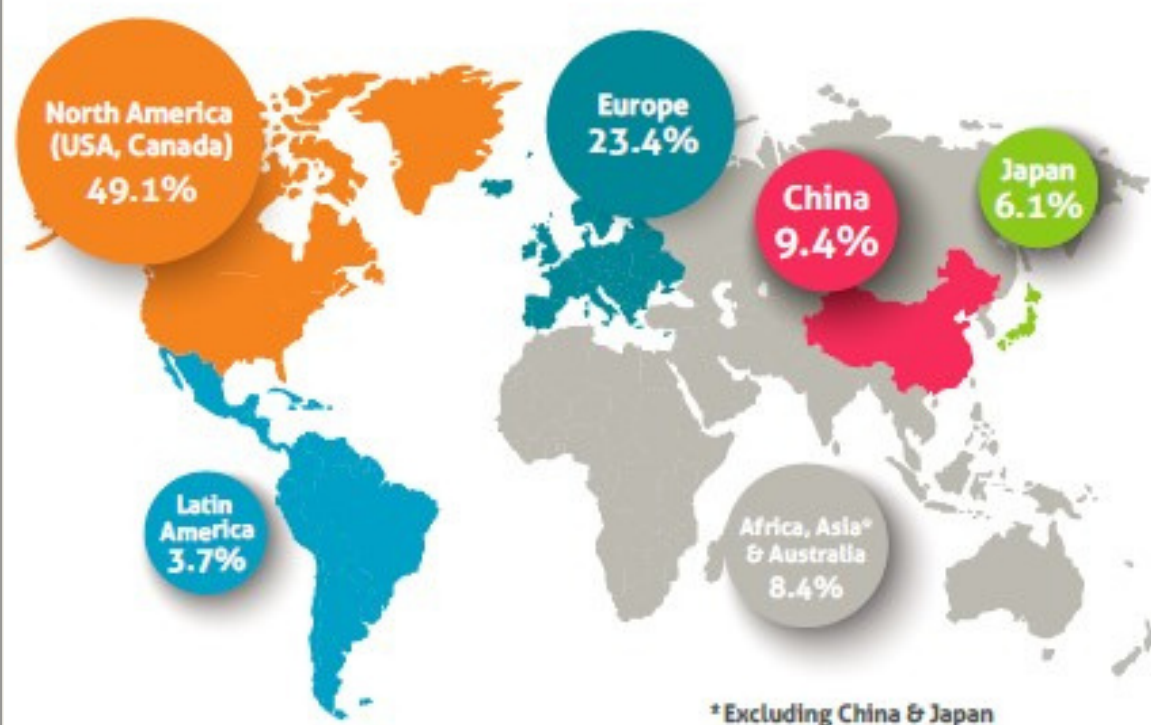 North America
(USA, Canada)
49.1%
Europe
23.4%
China
9.4%
Japan
6.1%
Latin
America
3.7%
Africa, Asia*
& Australia
8.4%
*Excluding China & Japan